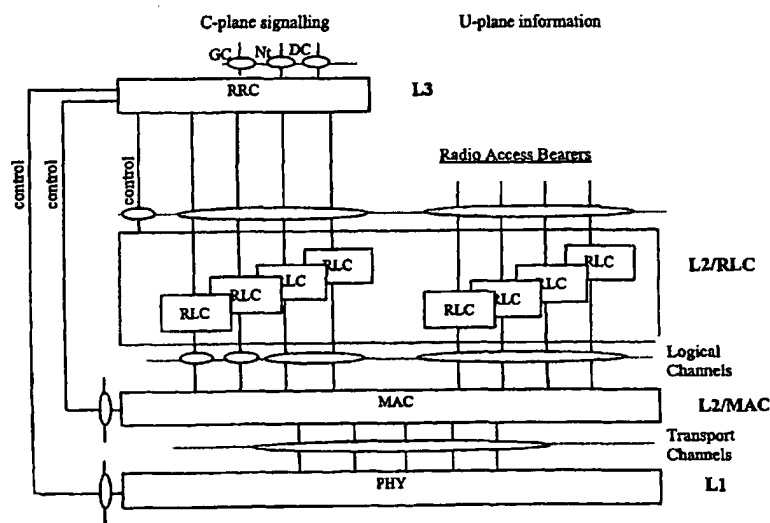 C-plane signalling
U-plane information
GC
Nt
DC
RRC
L3
control
control
control
Radio Access Bearers
L2/RLC
RLC
RLC
RLC
RLC
RLC
RLC
RLC
RLC
Logical
Channels
MAC
L2/MAC
Transport
Channels
PHY
L1